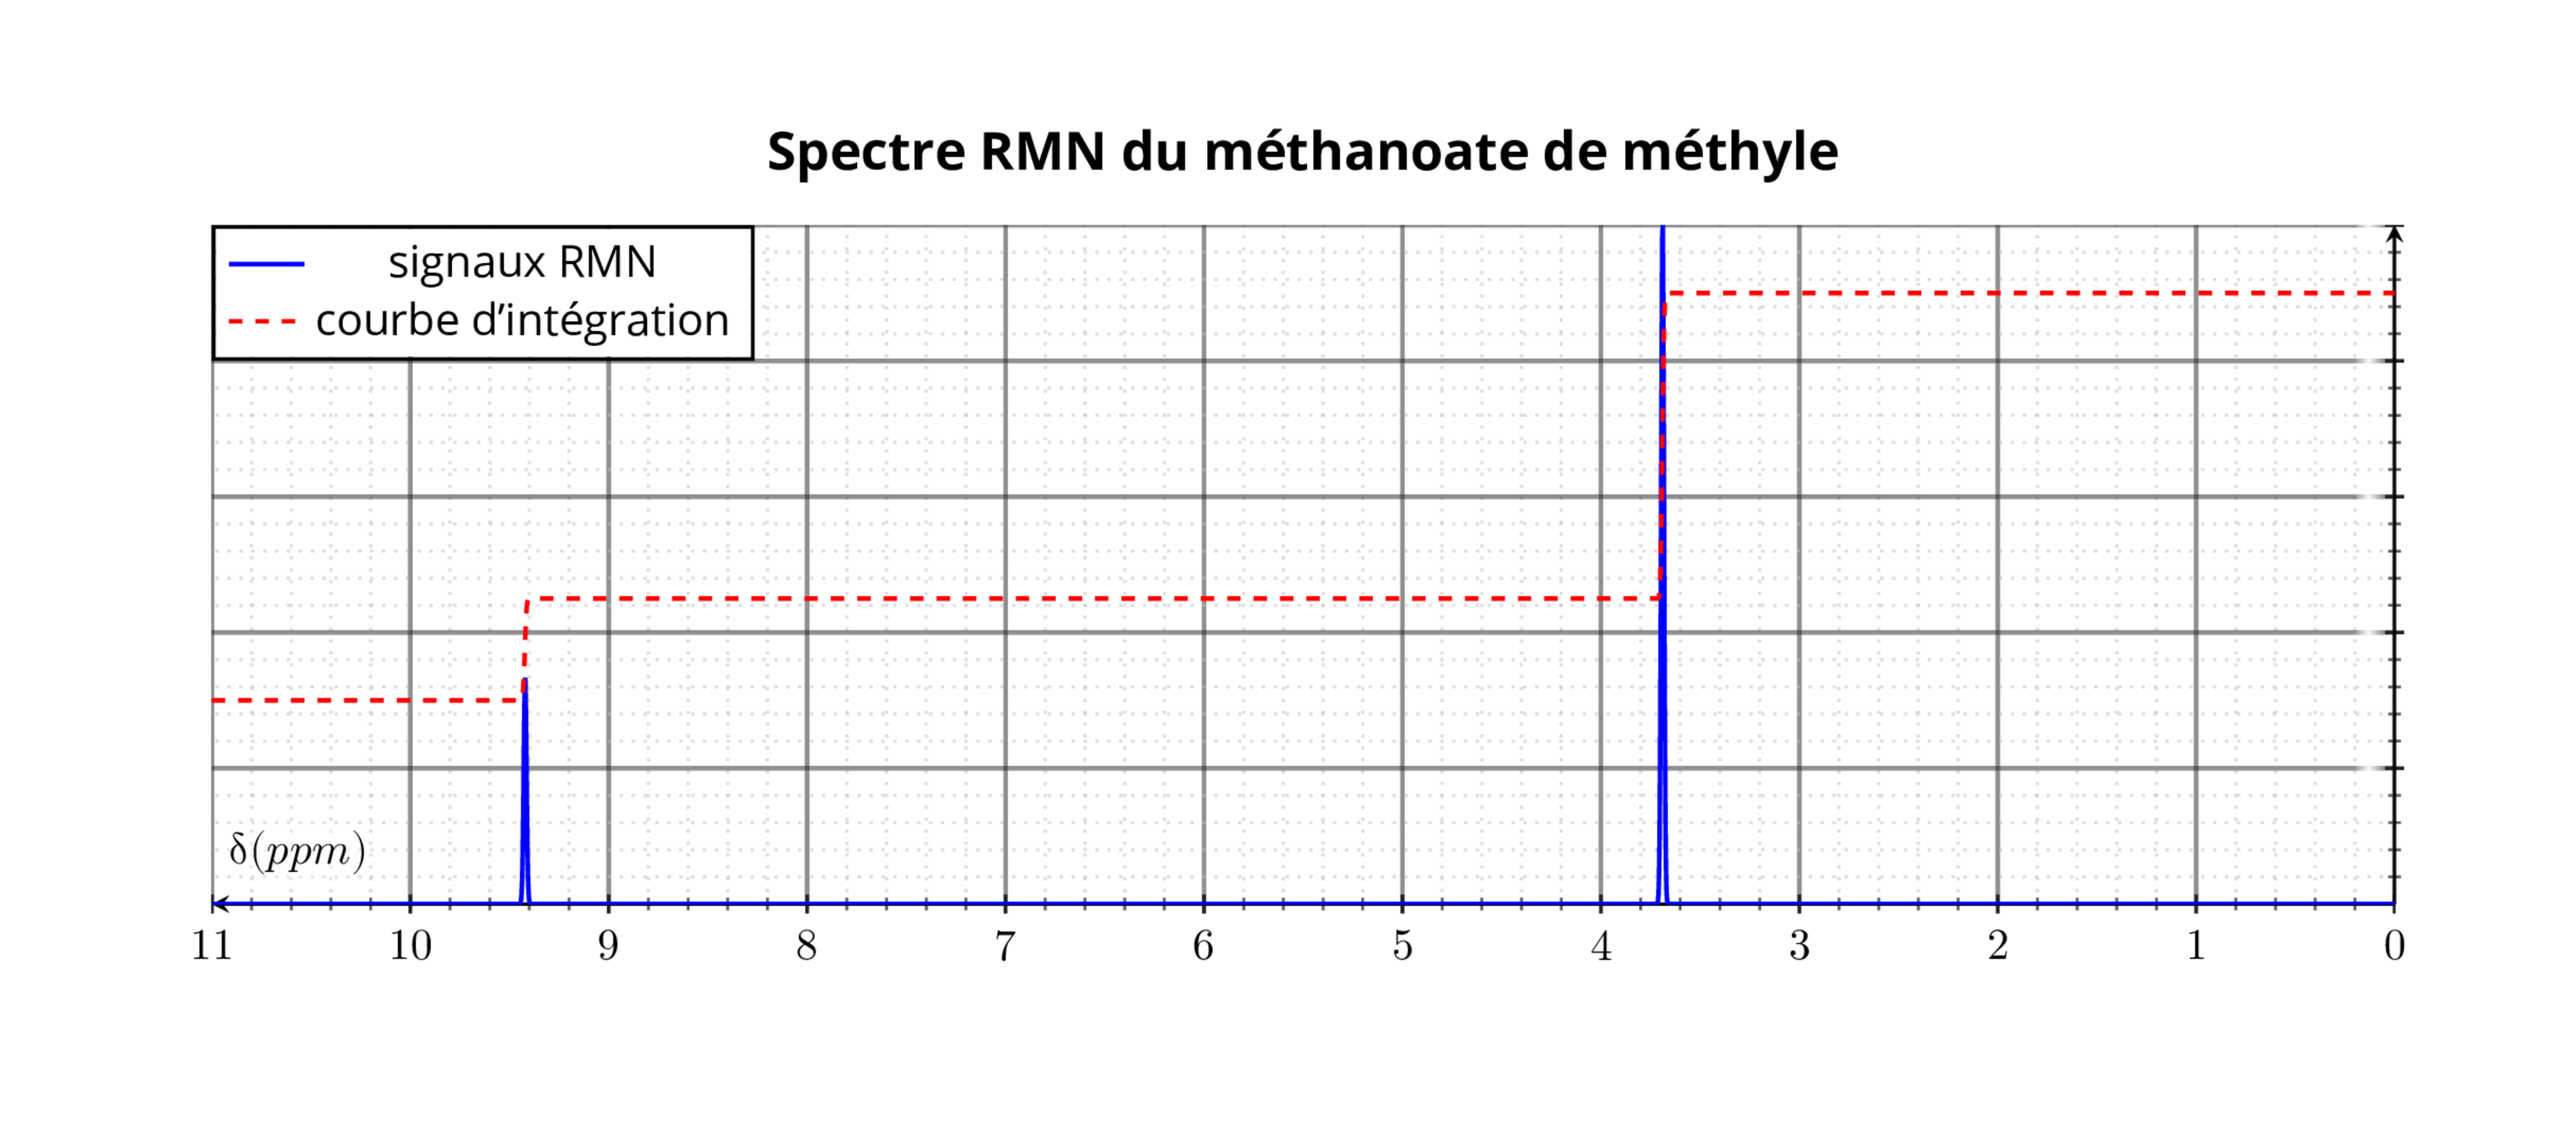 Spectre RMN du méthanoate de méthyle
signaux RMN
courbe d’intégration
δ(ppm)
11 10 9 8 7 6 5 4 3 2 1 0